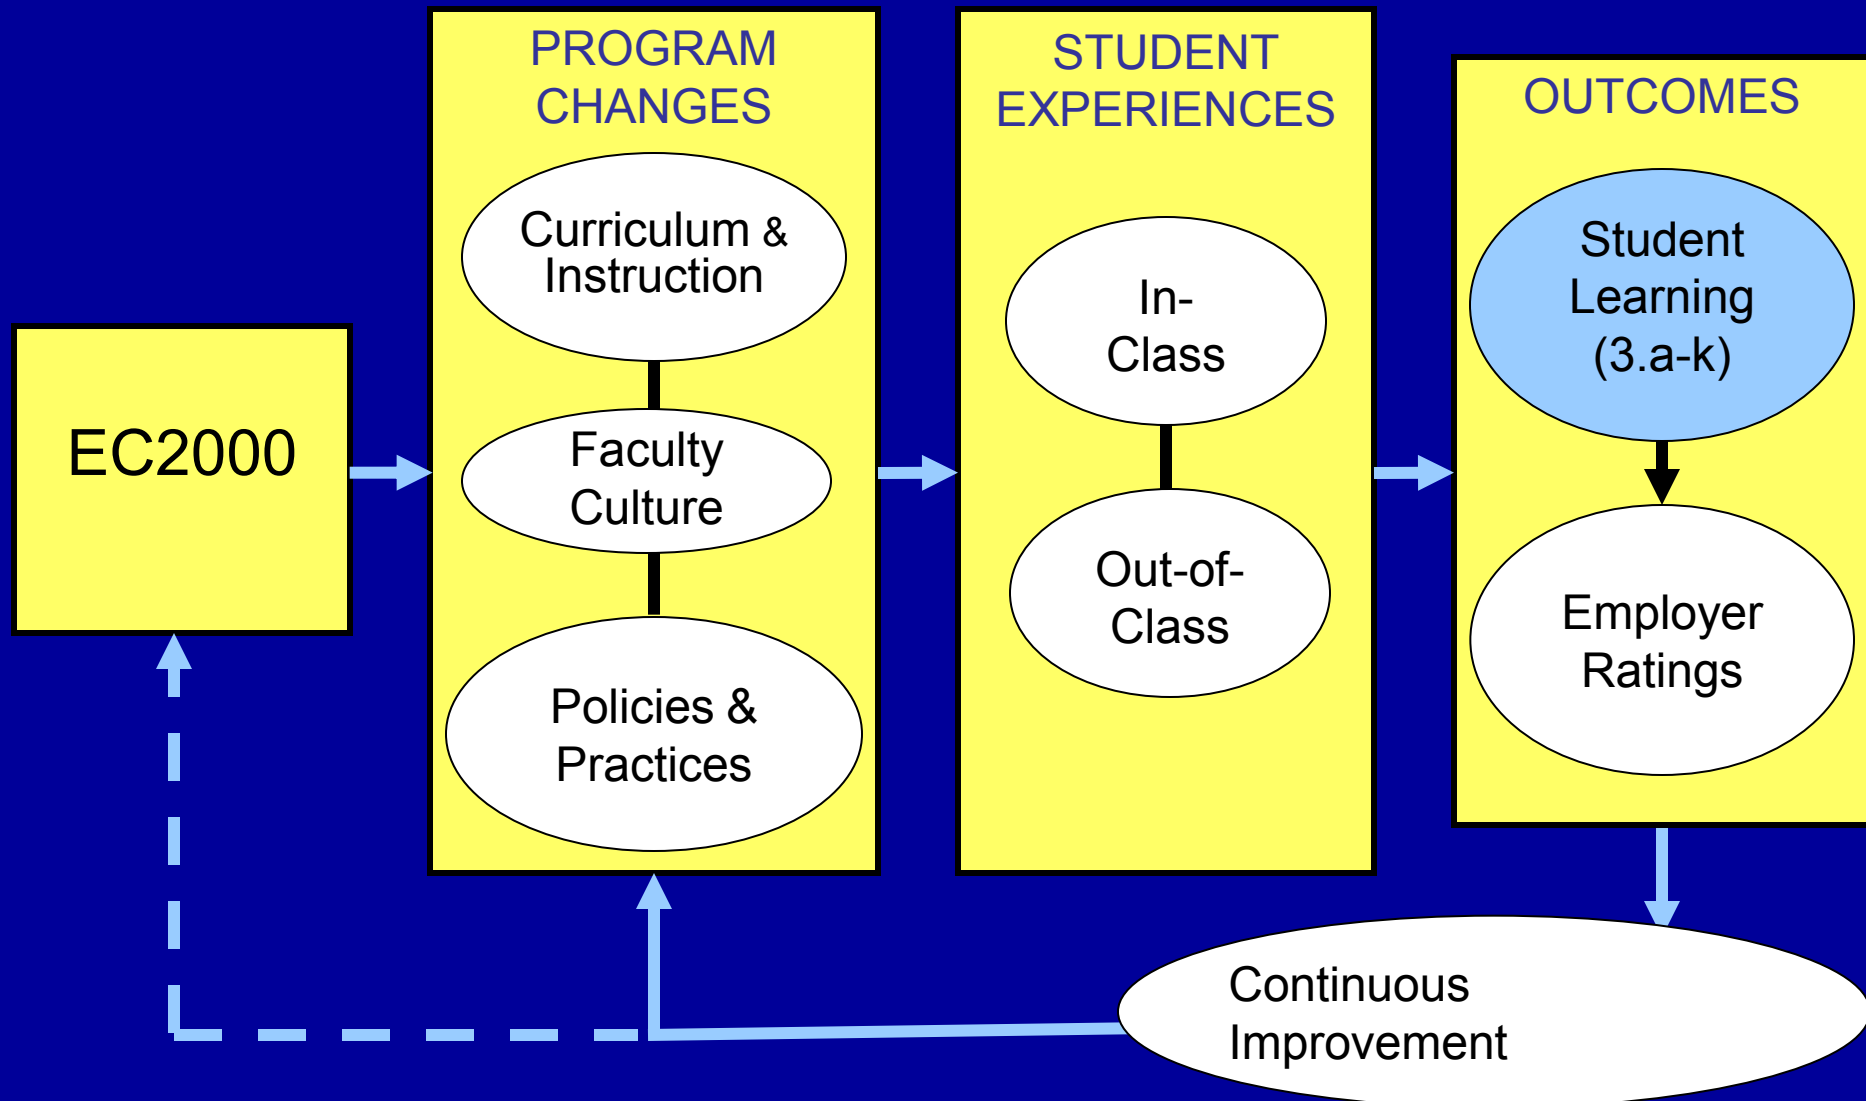 PROGRAM
CHANGES
STUDENT
EXPERIENCES
OUTCOMES
EC2000
Curriculum &
Instruction
Faculty
Culture
Policies &
Practices
In-
Class
Out-of-
Class
Student
Learning
(3.a-k)
Employer
Ratings
Continuous
Improvement